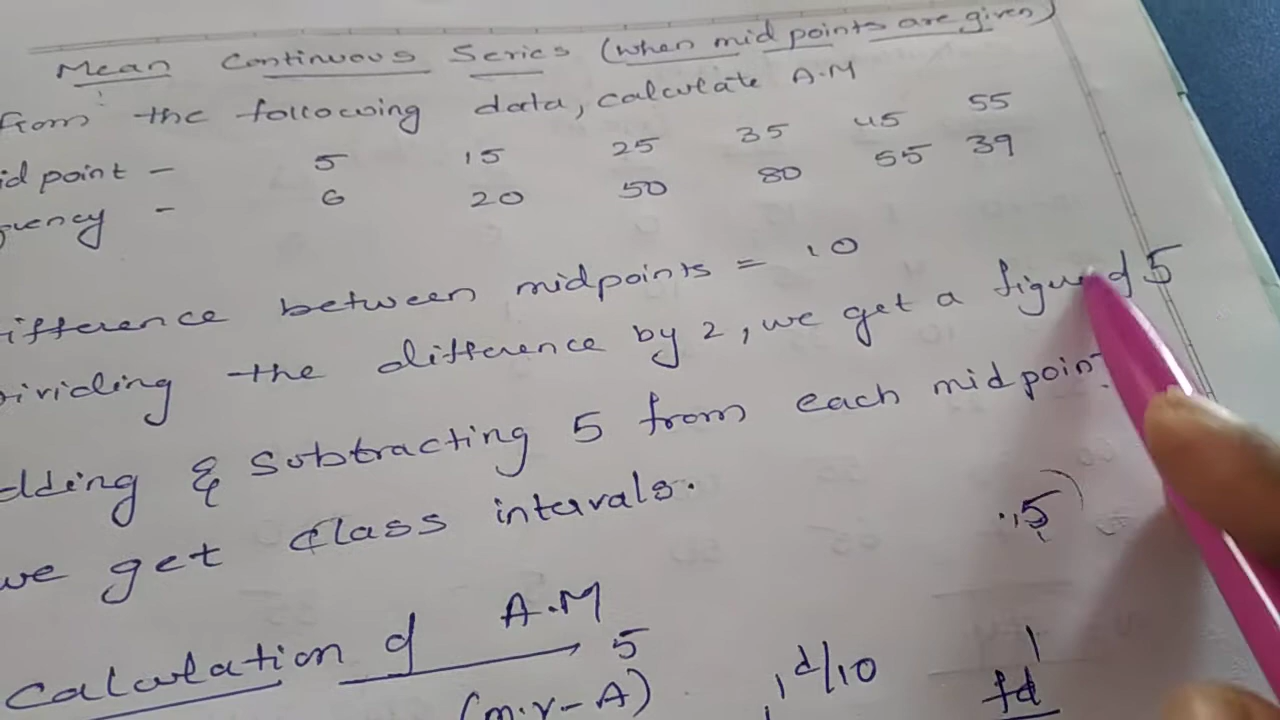 Mean Continuous Series (when mid points are given)
From the following data, calculate A.M
id point - 5 15 25 35 45 55
quency - 6 20 50 80 55 39
ifference between midpoints = 10
ividing the difference by 2, we get a figure of 5
dding & Subtracting 5 from each midpoint
we get class intervals.
.5)
Calculation of A.M
5
(m.v-A) d/10 fd